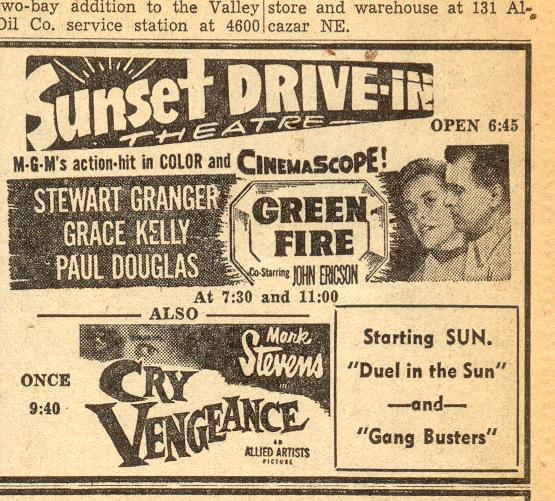 wo-bay addition to the Valley
Oil Co. service station at 4600
store and warehouse at 131 Al-
cazar NE.
Sunset DRIVE-IN
THEATRE
OPEN 6:45
M-G-M's action-hit in COLOR and CINEMASCOPE!
STEWART GRANGER
GRACE KELLY
PAUL DOUGLAS
GREEN
FIRE
Co-Starring JOHN ERICSON
At 7:30 and 11:00
ALSO
ONCE
9:40
Mark
Stevens
in
CRY
VENGEANCE
AN
ALLIED ARTISTS
PICTURE
Starting SUN.
"Duel in the Sun"
—and—
"Gang Busters"